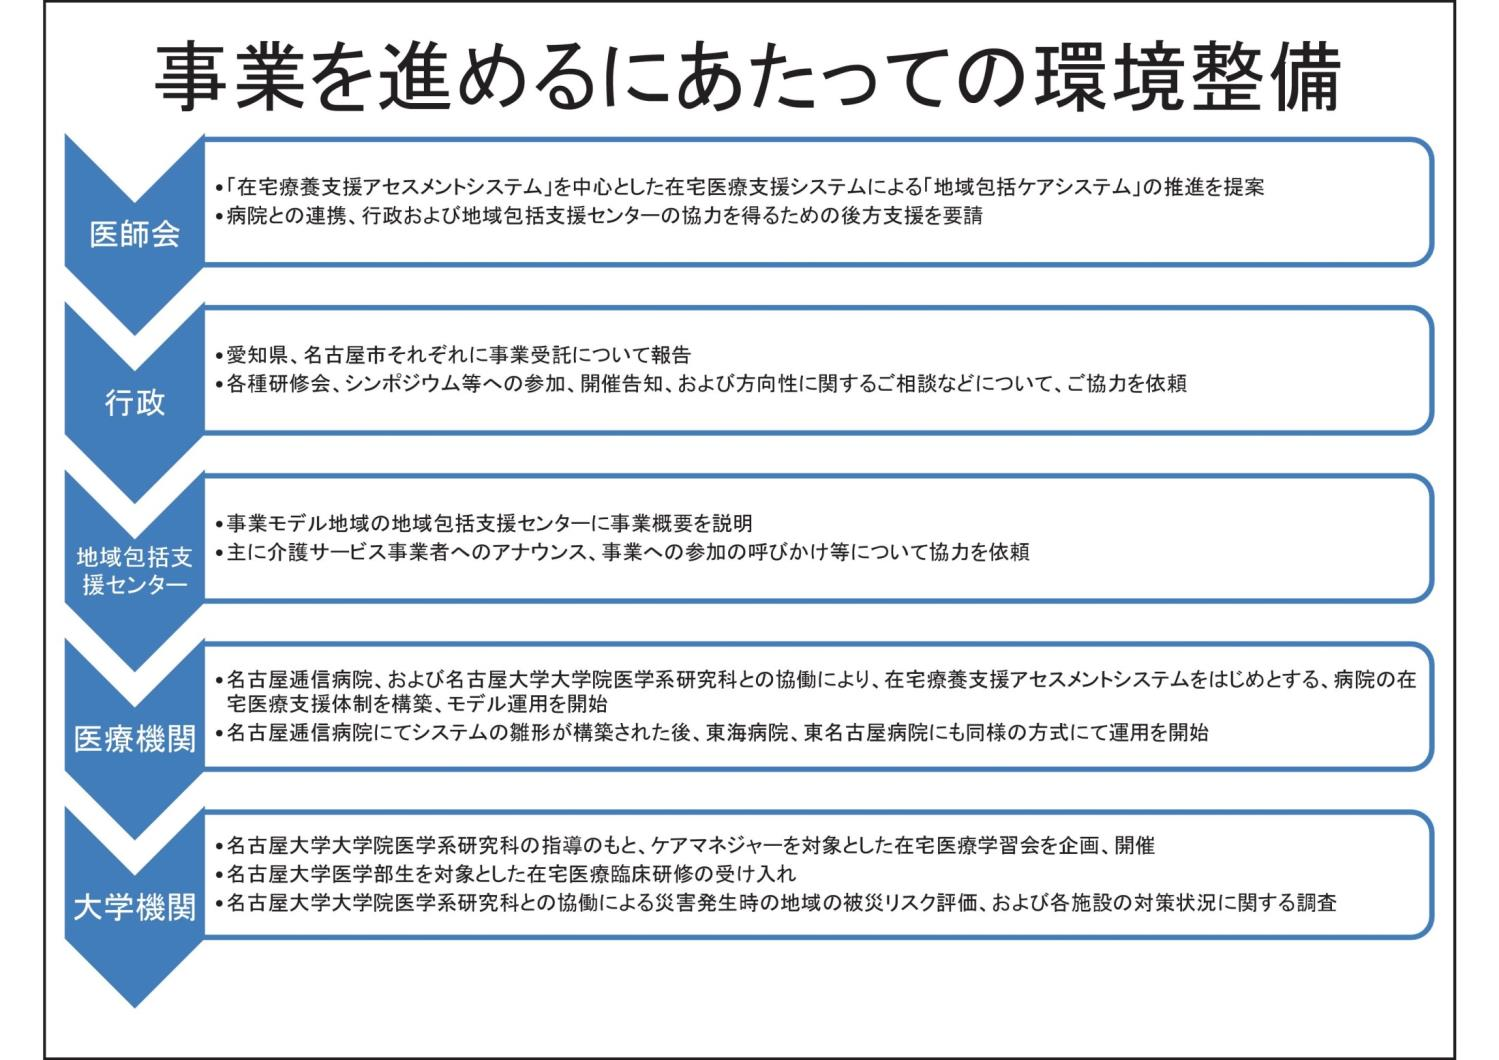 事業を進めるにあたっての環境整備
医師会
•「在宅療養支援アセスメントシステム」を中心とした在宅医療支援システムによる「地域包括ケアシステム」の推進を提案
•病院との連携、行政および地域包括支援センターの協力を得るための後方支援を要請
行政
•愛知県、名古屋市それぞれに事業受託について報告
•各種研修会、シンポジウム等への参加、開催告知、および方向性に関するご相談などについて、ご協力を依頼
地域包括支
援センター
•事業モデル地域の地域包括支援センターに事業概要を説明
•主に介護サービス事業者へのアナウンス、事業への参加の呼びかけ等について協力を依頼
医療機関
•名古屋逓信病院、および名古屋大学大学院医学系研究科との協働により、在宅療養支援アセスメントシステムをはじめとする、病院の在
宅医療支援体制を構築、モデル運用を開始
•名古屋逓信病院にてシステムの雛形が構築された後、東海病院、東名古屋病院にも同様の方式にて運用を開始
大学機関
•名古屋大学大学院医学系研究科の指導のもと、ケアマネジャーを対象とした在宅医療学習会を企画、開催
•名古屋大学医学部生を対象とした在宅医療臨床研修の受け入れ
•名古屋大学大学院医学系研究科との協働による災害発生時の地域の被災リスク評価、および各施設の対策状況に関する調査